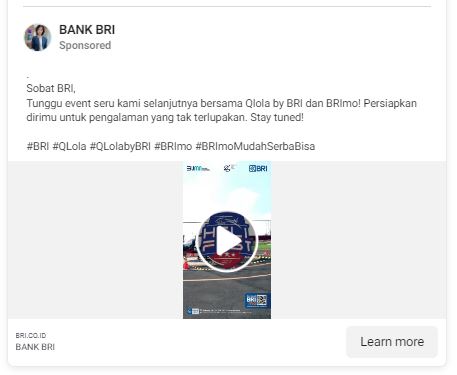 BANK BRI
Sponsored
.
Sobat BRI,
Tunggu event seru kami selanjutnya bersama Qlola by BRI dan BRImo! Persiapkan
dirimu untuk pengalaman yang tak terlupakan. Stay tuned!
#BRI #QLola #QLolabyBRI #BRImo #BRImoMudahSerbaBisa
BUMN
BRI
BRI
BRI.CO.ID
BANK BRI
Learn more